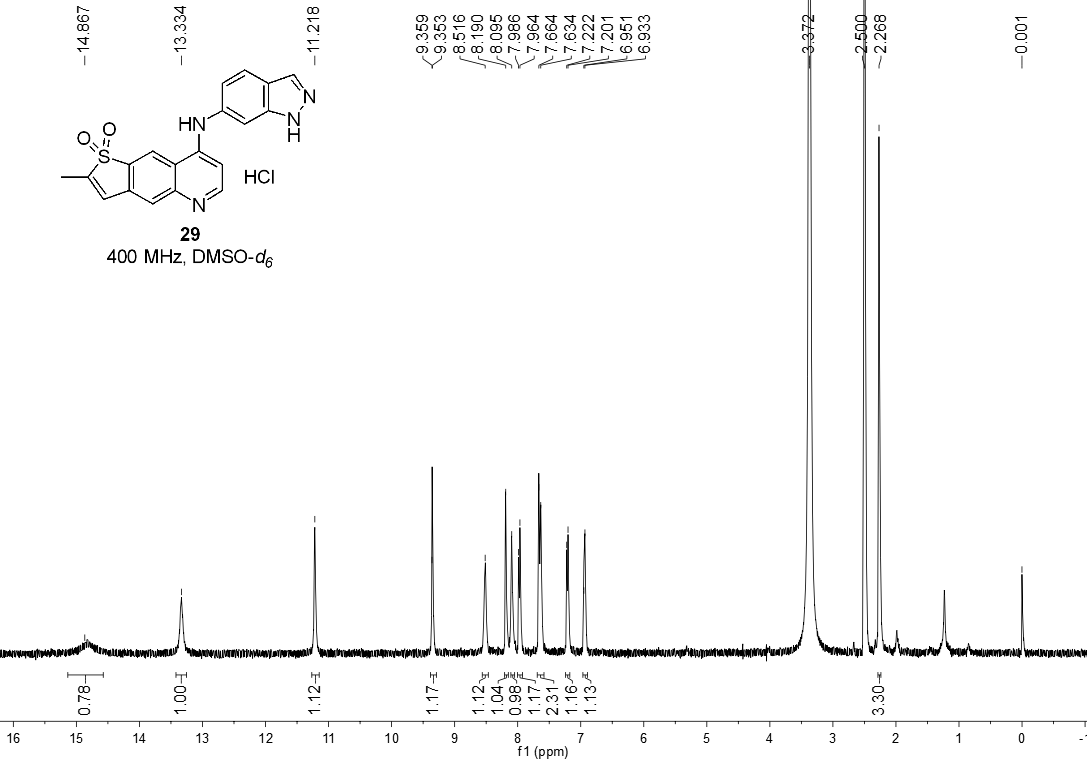 -14.867
-13.334
-11.218
9.359
9.353
8.516
8.190
8.095
7.986
7.964
7.664
7.634
7.222
7.201
6.951
6.933
3.372
2.500
2.268
-0.001
O
O
S
HN
N
N
H
N
HCl
29
400 MHz, DMSO-d6
0.78
1.00
1.12
1.17
1.12
1.04
0.98
1.17
2.31
1.16
1.13
3.30
16 15 14 13 12 11 10 9 8 7 6 5 4 3 2 1 0 -1
f1 (ppm)